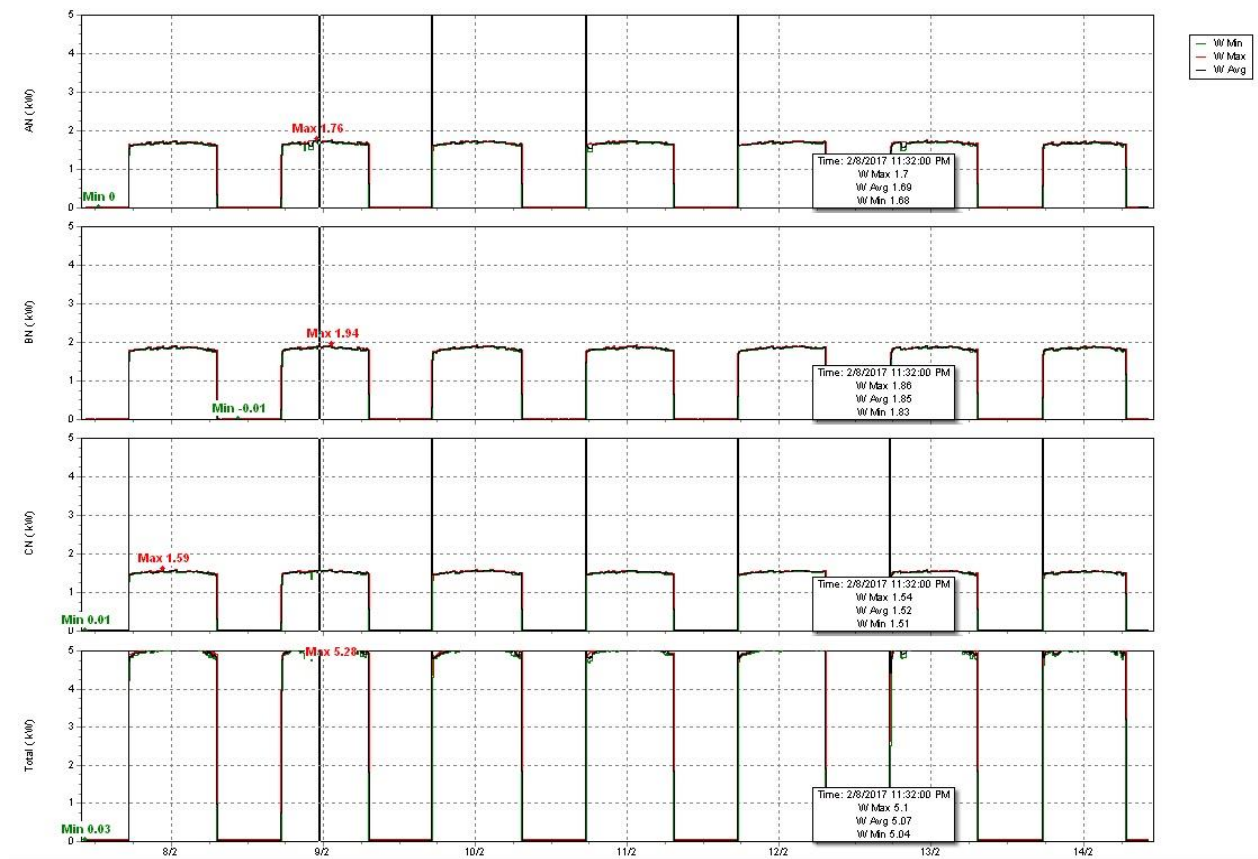 5
W Min
W Max
W Avg
4
3
AN ( kW)
2
Max 1.76
Time: 2/8/2017 11:32:00 PM
W Max 1.7
W Avg 1.69
W Min 1.68
1
Min 0
0
5
4
3
BN ( kW)
2
Max 1.94
Time: 2/8/2017 11:32:00 PM
W Max 1.86
W Avg 1.85
W Min 1.83
1
Min -0.01
0
5
4
3
CN ( kW)
2
Max 1.59
Time: 2/8/2017 11:32:00 PM
W Max 1.54
W Avg 1.52
W Min 1.51
1
Min 0.01
0
5
Max 5.28
4
3
Total ( kW)
2
Time: 2/8/2017 11:32:00 PM
W Max 5.1
W Avg 5.07
W Min 5.04
1
Min 0.03
0
8/2 9/2 10/2 11/2 12/2 13/2 14/2